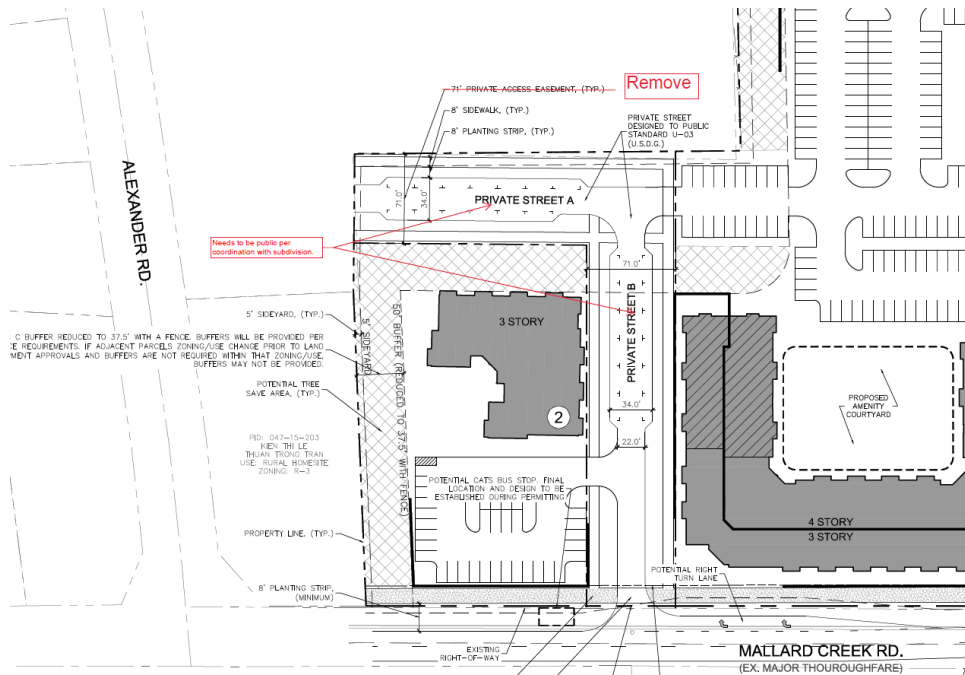 71' PRIVATE ACCESS EASEMENT, (TYP.)
Remove
8' SIDEWALK, (TYP.)
8' PLANTING STRIP, (TYP.)
PRIVATE STREET
DESIGNED TO PUBLIC
STANDARD U-03
(U.S.D.G.)
ALEXANDER RD.
71.0'
34.0'
PRIVATE STREET A
Needs to be public per
coordination with subdivision.
71.0'
5' SIDEYARD, (TYP.)
5' SIDEYARD
50' BUFFER (REDUCED TO 37.5' WITH FENCE)
3 STORY
PRIVATE STREET B
C BUFFER REDUCED TO 37.5' WITH A FENCE. BUFFERS WILL BE PROVIDED PER
CE REQUIREMENTS. IF ADJACENT PARCELS ZONING/USE CHANGE PRIOR TO LAND
MENT APPROVALS AND BUFFERS ARE NOT REQUIRED WITHIN THAT ZONING/USE,
BUFFERS MAY NOT BE PROVIDED.
POTENTIAL TREE
SAVE AREA, (TYP.)
2
34.0'
22.0'
PROPOSED
AMENITY
COURTYARD
PID: 047-15-203
KIEN THI LE
THUAN TRONG TRAN
USE: RURAL HOMESITE
ZONING: R-3
POTENTIAL CATS BUS STOP. FINAL
LOCATION AND DESIGN TO BE
ESTABLISHED DURING PERMITTING
4 STORY
3 STORY
PROPERTY LINE, (TYP.)
POTENTIAL RIGHT
TURN LANE
8' PLANTING STRIP,
(MINIMUM)
EXISTING
RIGHT-OF-WAY
MALLARD CREEK RD.
(EX. MAJOR THOUROUGHFARE)